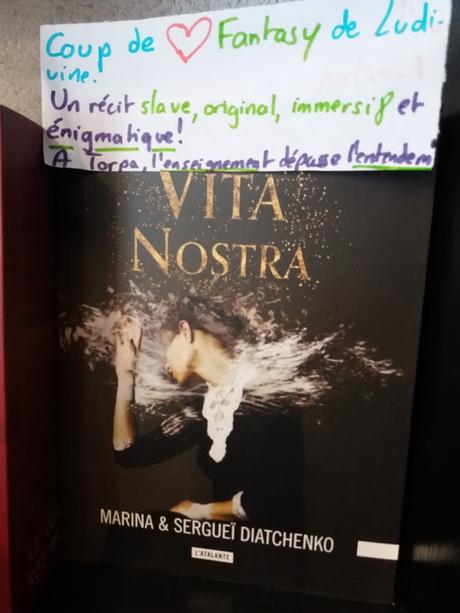 Coup de ♡ Fantasy de Ludi-
vine.
Un récit slave, original, immersif et
énigmatique!
A Torpa, l'enseignement dépasse l'entendem
VITA
NOSTRA
MARINA & SERGUEÏ DIATCHENKO
L'ATALANTE